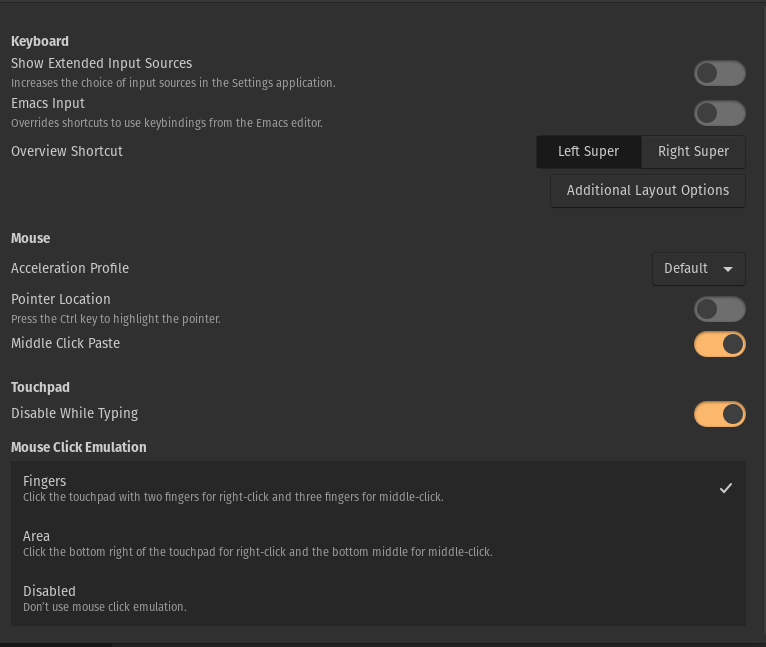 Keyboard
Show Extended Input Sources
Increases the choice of input sources in the Settings application.
Emacs Input
Overrides shortcuts to use keybindings from the Emacs editor.
Overview Shortcut
Left Super
Right Super
Additional Layout Options
Mouse
Acceleration Profile
Default
Pointer Location
Press the Ctrl key to highlight the pointer.
Middle Click Paste
Touchpad
Disable While Typing
Mouse Click Emulation
Fingers
Click the touchpad with two fingers for right-click and three fingers for middle-click.
Area
Click the bottom right of the touchpad for right-click and the bottom middle for middle-click.
Disabled
Don't use mouse click emulation.